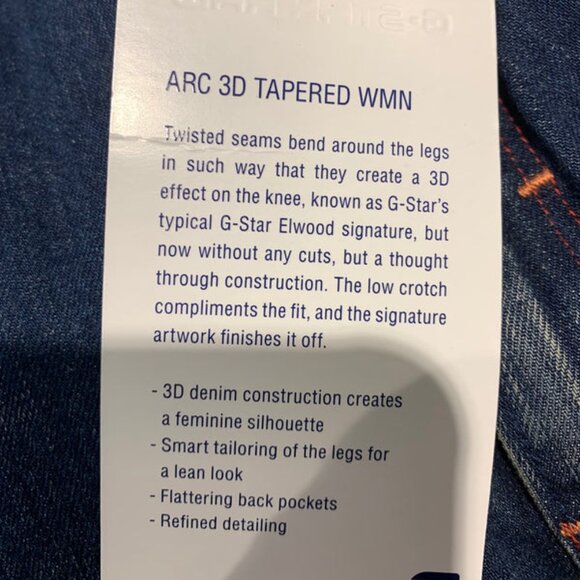 ARC 3D TAPERED WMN
Twisted seams bend around the legs
in such way that they create a 3D
effect on the knee, known as G-Star's
typical G-Star Elwood signature, but
now without any cuts, but a thought
through construction. The low crotch
compliments the fit, and the signature
artwork finishes it off.
- 3D denim construction creates
a feminine silhouette
- Smart tailoring of the legs for
a lean look
- Flattering back pockets
- Refined detailing